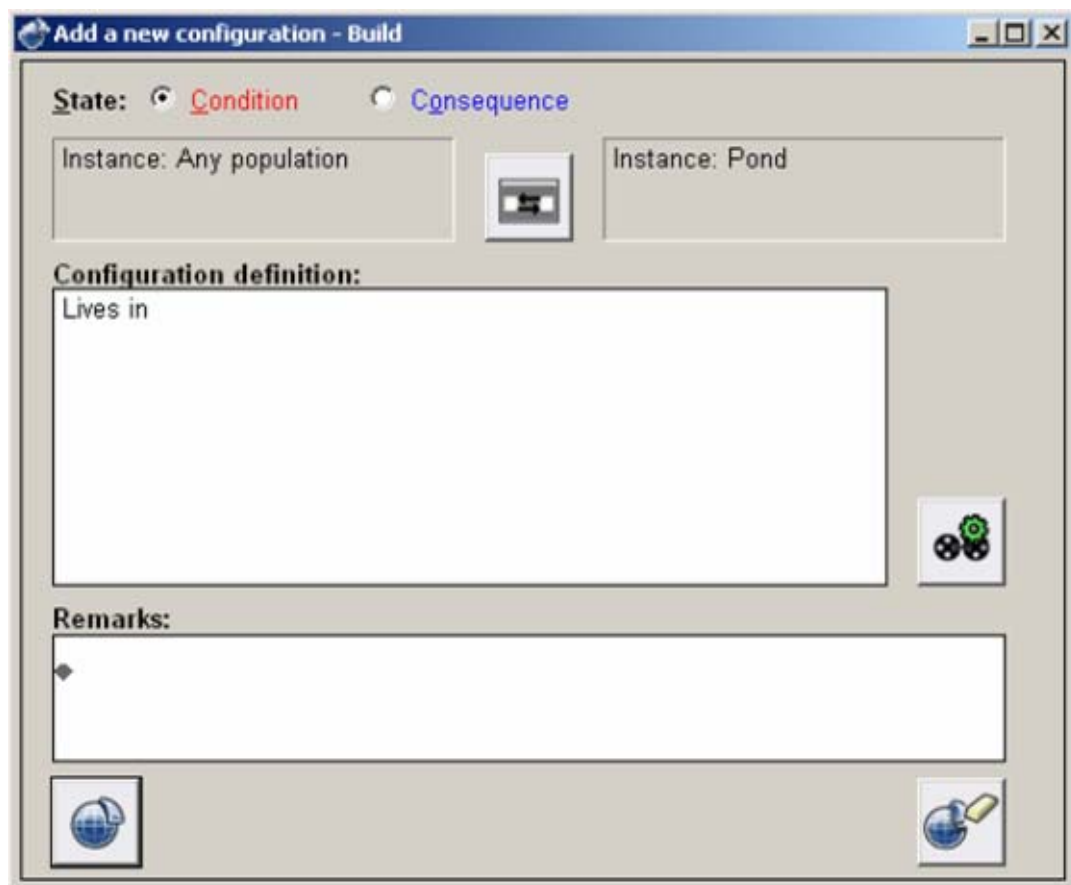 Add a new configuration - Build
State: Condition Consequence
Instance: Any population Instance: Pond
Configuration definition:
Lives in
Remarks: